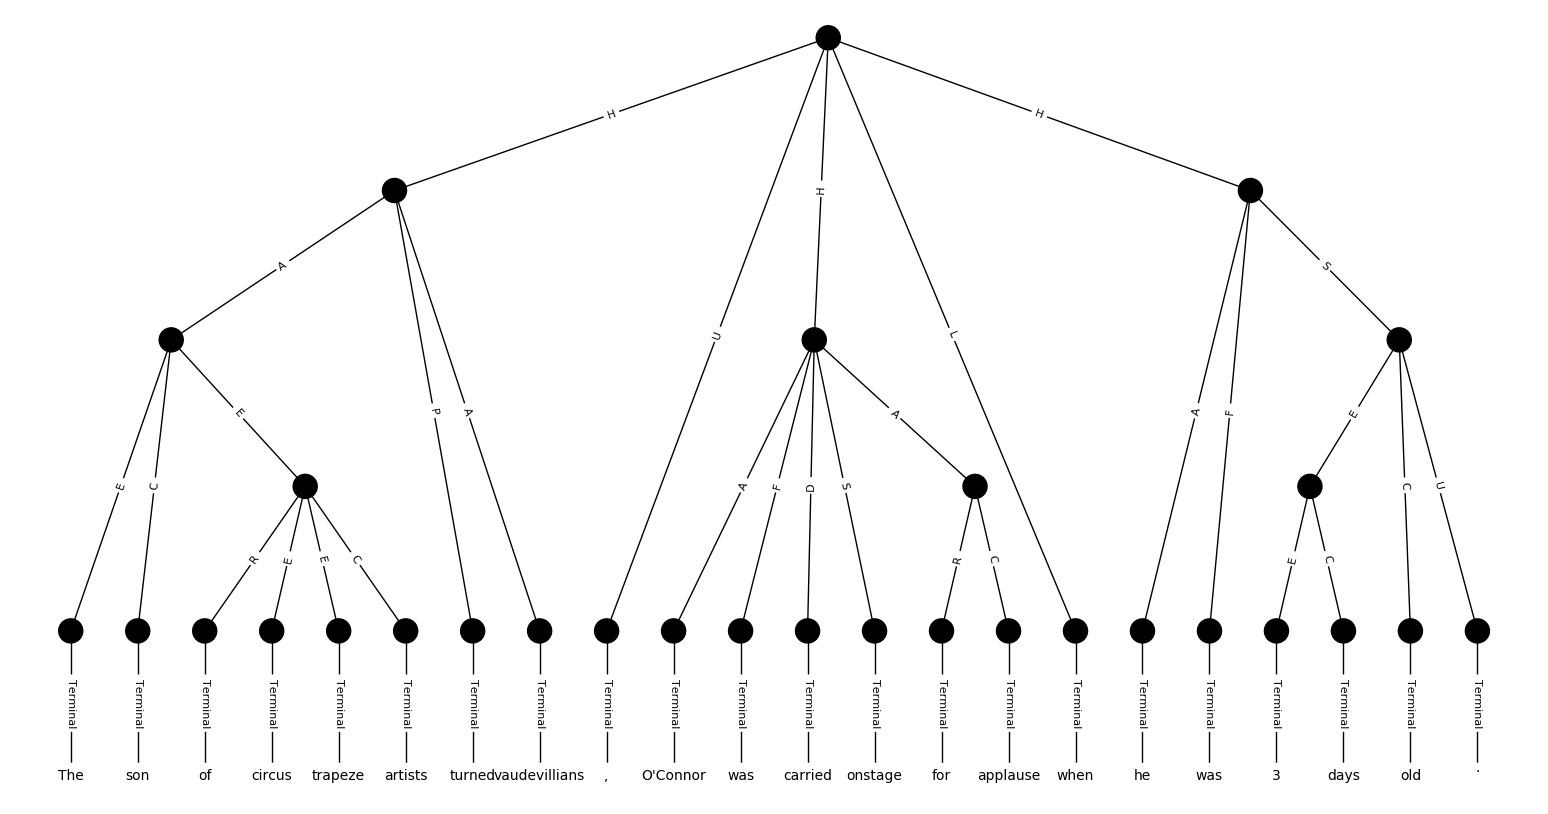 H H H
U L
A S
P A A F
E A E
E C A F D S C U
R E E C R C E C
Terminal Terminal Terminal Terminal Terminal Terminal Terminal Terminal Terminal Terminal Terminal Terminal Terminal Terminal Terminal Terminal Terminal Terminal Terminal Terminal Terminal Terminal
The son of circus trapeze artists turned vaudevillians , O'Connor was carried onstage for applause when he was 3 days old .